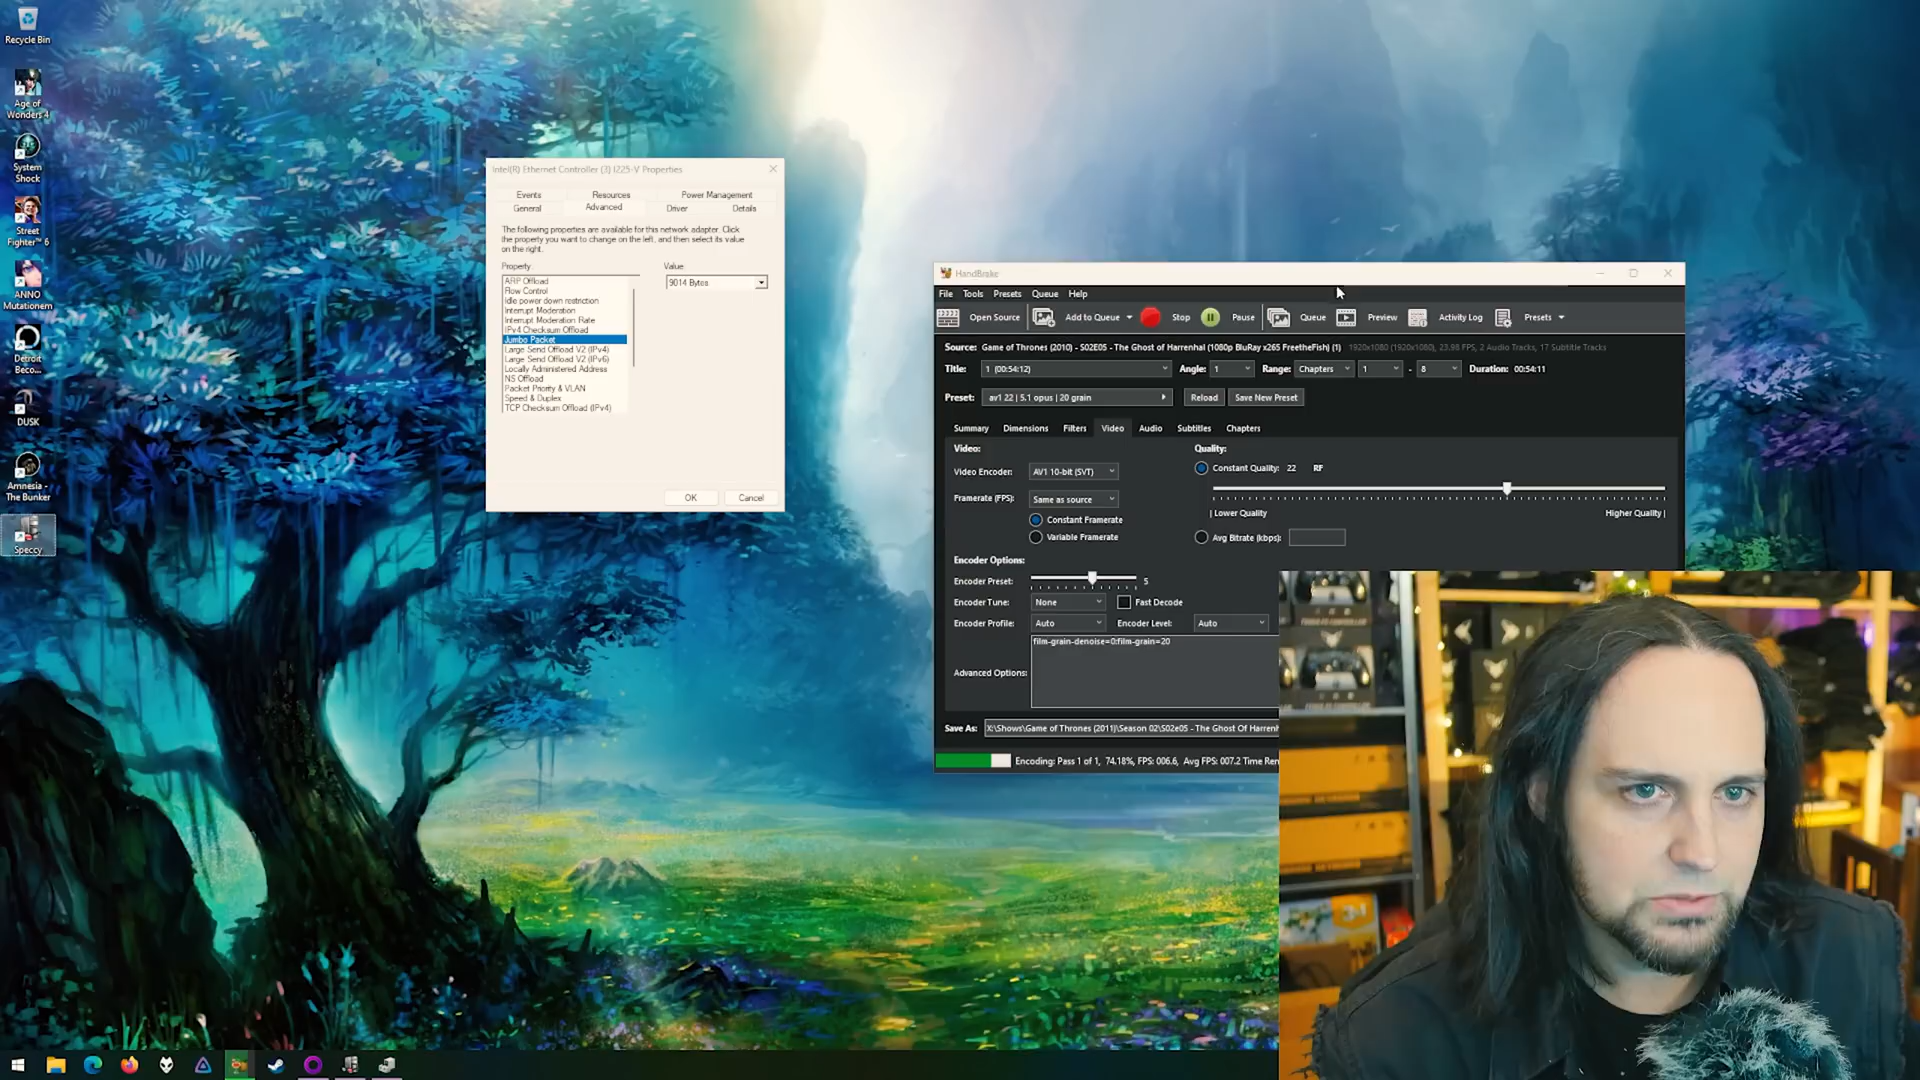 Recycle Bin
Age of
Wonders 4
System
Shock
Street
Fighter™ 6
ANNO
Mutationem
Detroit
Beco...
DUSK
Amnesia -
The Bunker
Speccy
Intel(R) Ethernet Controller (3) I225-V Properties
Events Resources Power Management
General Advanced Driver Details
The following properties are available for this network adapter. Click
the property you want to change on the left, and then select its value
on the right.
Property: Value:
ARP Offload
Flow Control
Idle power down restriction
Interrupt Moderation
Interrupt Moderation Rate
IPv4 Checksum Offload
Jumbo Packet
Large Send Offload V2 (IPv4)
Large Send Offload V2 (IPv6)
Locally Administered Address
NS Offload
Packet Priority & VLAN
Speed & Duplex
TCP Checksum Offload (IPv4)
9014 Bytes
OK Cancel
HandBrake
File Tools Presets Queue Help
Open Source Add to Queue Stop Pause Queue Preview Activity Log Presets
Source: Game of Thrones (2010) - S02E05 - The Ghost of Harrenhal (1080p BluRay x265 FreetheFish) (1) 1920x1080 (1920x1080), 23.98 FPS, 2 Audio Tracks, 17 Subtitle Tracks
Title: 1 (00:54:12) Angle: 1 Range: Chapters 1 - 8 Duration: 00:54:11
Preset: av1 22 | 5.1 opus | 20 grain Reload Save New Preset
Summary Dimensions Filters Video Audio Subtitles Chapters
Video: Quality:
Video Encoder: AV1 10-bit (SVT) Constant Quality: 22 RF
Framerate (FPS): Same as source
| Lower Quality Higher Quality |
Constant Framerate
Variable Framerate Avg Bitrate (kbps):
Encoder Options:
Encoder Preset: 5
Encoder Tune: None Fast Decode
Encoder Profile: Auto Encoder Level: Auto
film-grain-denoise=0:film-grain=20
Advanced Options:
Save As: X:\Shows\Game of Thrones (2011)\Season 02\S02e05 - The Ghost Of Harrenh
Encoding: Pass 1 of 1, 74.18%, FPS: 006.6, Avg FPS: 007.2 Time Rem